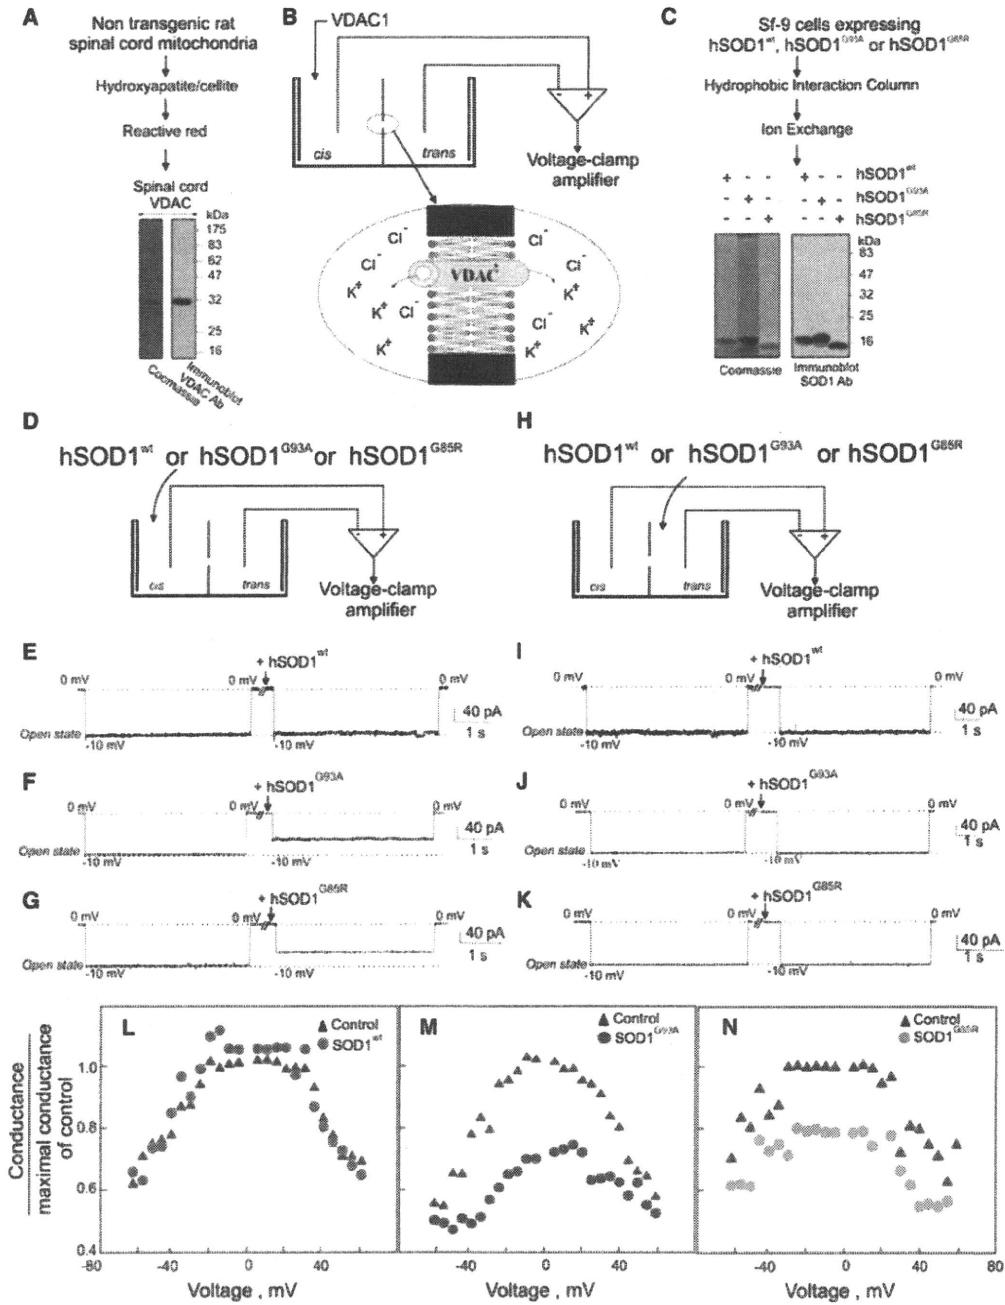 A
Non transgenic rat
spinal cord mitochondria
Hydroxyapatite/cellite
Reactive red
Spinal cord
VDAC
kDa
175
83
62
47
32
25
16
Coomassie
Immunoblot
VDAC Ab
B
VDAC1
- +
cis
trans
Voltage-clamp
amplifier
Cl⁻
Cl⁻
K⁺
K⁺
Cl⁻
K⁺
VDAC
Cl⁻
Cl⁻
K⁺
Cl⁻
K⁺
K⁺
C
Sf-9 cells expressing
hSOD1ʷᵗ, hSOD1ᴳ⁹³ᴬ or hSOD1ᴳ⁸⁵ᴿ
Hydrophobic Interaction Column
Ion Exchange
+ - - + - - hSOD1ʷᵗ
- + - - + - hSOD1ᴳ⁹³ᴬ
- - + - - + hSOD1ᴳ⁸⁵ᴿ
kDa
83
47
32
25
16
Coomassie
Immunoblot
SOD1 Ab
D
hSOD1ʷᵗ or hSOD1ᴳ⁹³ᴬ or hSOD1ᴳ⁸⁵ᴿ
- +
cis
trans
Voltage-clamp
amplifier
H
hSOD1ʷᵗ or hSOD1ᴳ⁹³ᴬ or hSOD1ᴳ⁸⁵ᴿ
- +
cis
trans
Voltage-clamp
amplifier
E
+ hSOD1ʷᵗ
0 mV 0 mV 0 mV
40 pA
1 s
Open state
-10 mV -10 mV
I
+ hSOD1ʷᵗ
0 mV 0 mV 0 mV
40 pA
1 s
Open state
-10 mV -10 mV
F
+ hSOD1ᴳ⁹³ᴬ
0 mV 0 mV 0 mV
40 pA
1 s
Open state
-10 mV -10 mV
J
+ hSOD1ᴳ⁹³ᴬ
0 mV 0 mV 0 mV
40 pA
1 s
Open state
-10 mV -10 mV
G
+ hSOD1ᴳ⁸⁵ᴿ
0 mV 0 mV 0 mV
40 pA
1 s
Open state
-10 mV -10 mV
K
+ hSOD1ᴳ⁸⁵ᴿ
0 mV 0 mV 0 mV
40 pA
1 s
Open state
-10 mV -10 mV
Conductance
maximal conductance
of control
1.0
0.8
0.6
0.4
L
Control
SOD1ʷᵗ
-80 -40 0 40
Voltage , mV
M
Control
SOD1ᴳ⁹³ᴬ
-40 0 40
Voltage , mV
N
Control
SOD1ᴳ⁸⁵ᴿ
-40 0 40 80
Voltage , mV